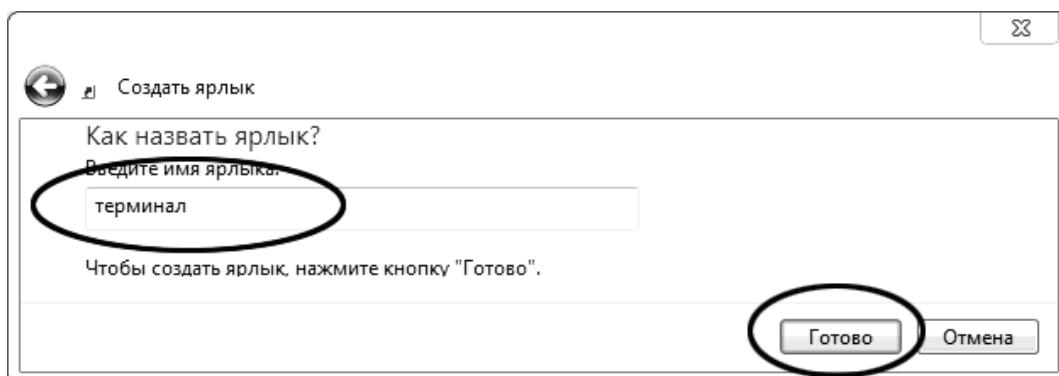 Создать ярлык
Как назвать ярлык?
Введите имя ярлыка:
терминал
Чтобы создать ярлык, нажмите кнопку "Готово".
Готово Отмена